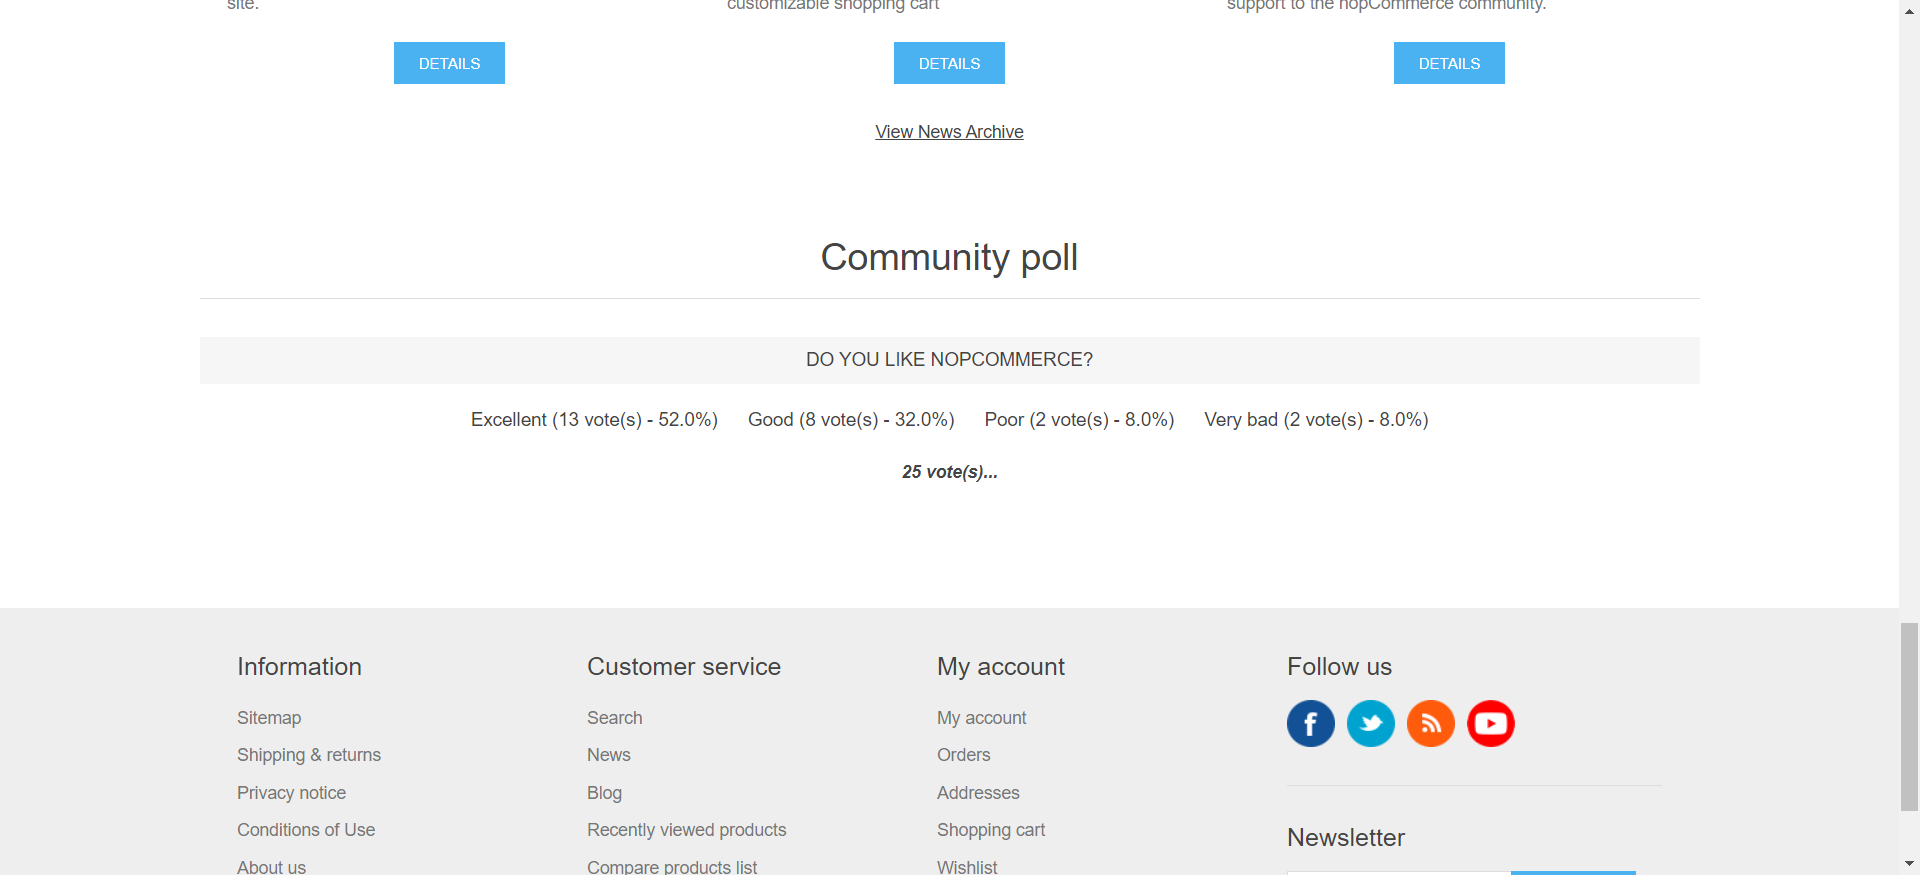 site.
customizable shopping cart
support to the nopCommerce community.
DETAILS
DETAILS
DETAILS
View News Archive
Community poll
DO YOU LIKE NOPCOMMERCE?
Excellent (13 vote(s) - 52.0%) Good (8 vote(s) - 32.0%) Poor (2 vote(s) - 8.0%) Very bad (2 vote(s) - 8.0%)
25 vote(s)...
Information
Sitemap
Shipping & returns
Privacy notice
Conditions of Use
About us
Customer service
Search
News
Blog
Recently viewed products
Compare products list
My account
My account
Orders
Addresses
Shopping cart
Wishlist
Follow us
Newsletter